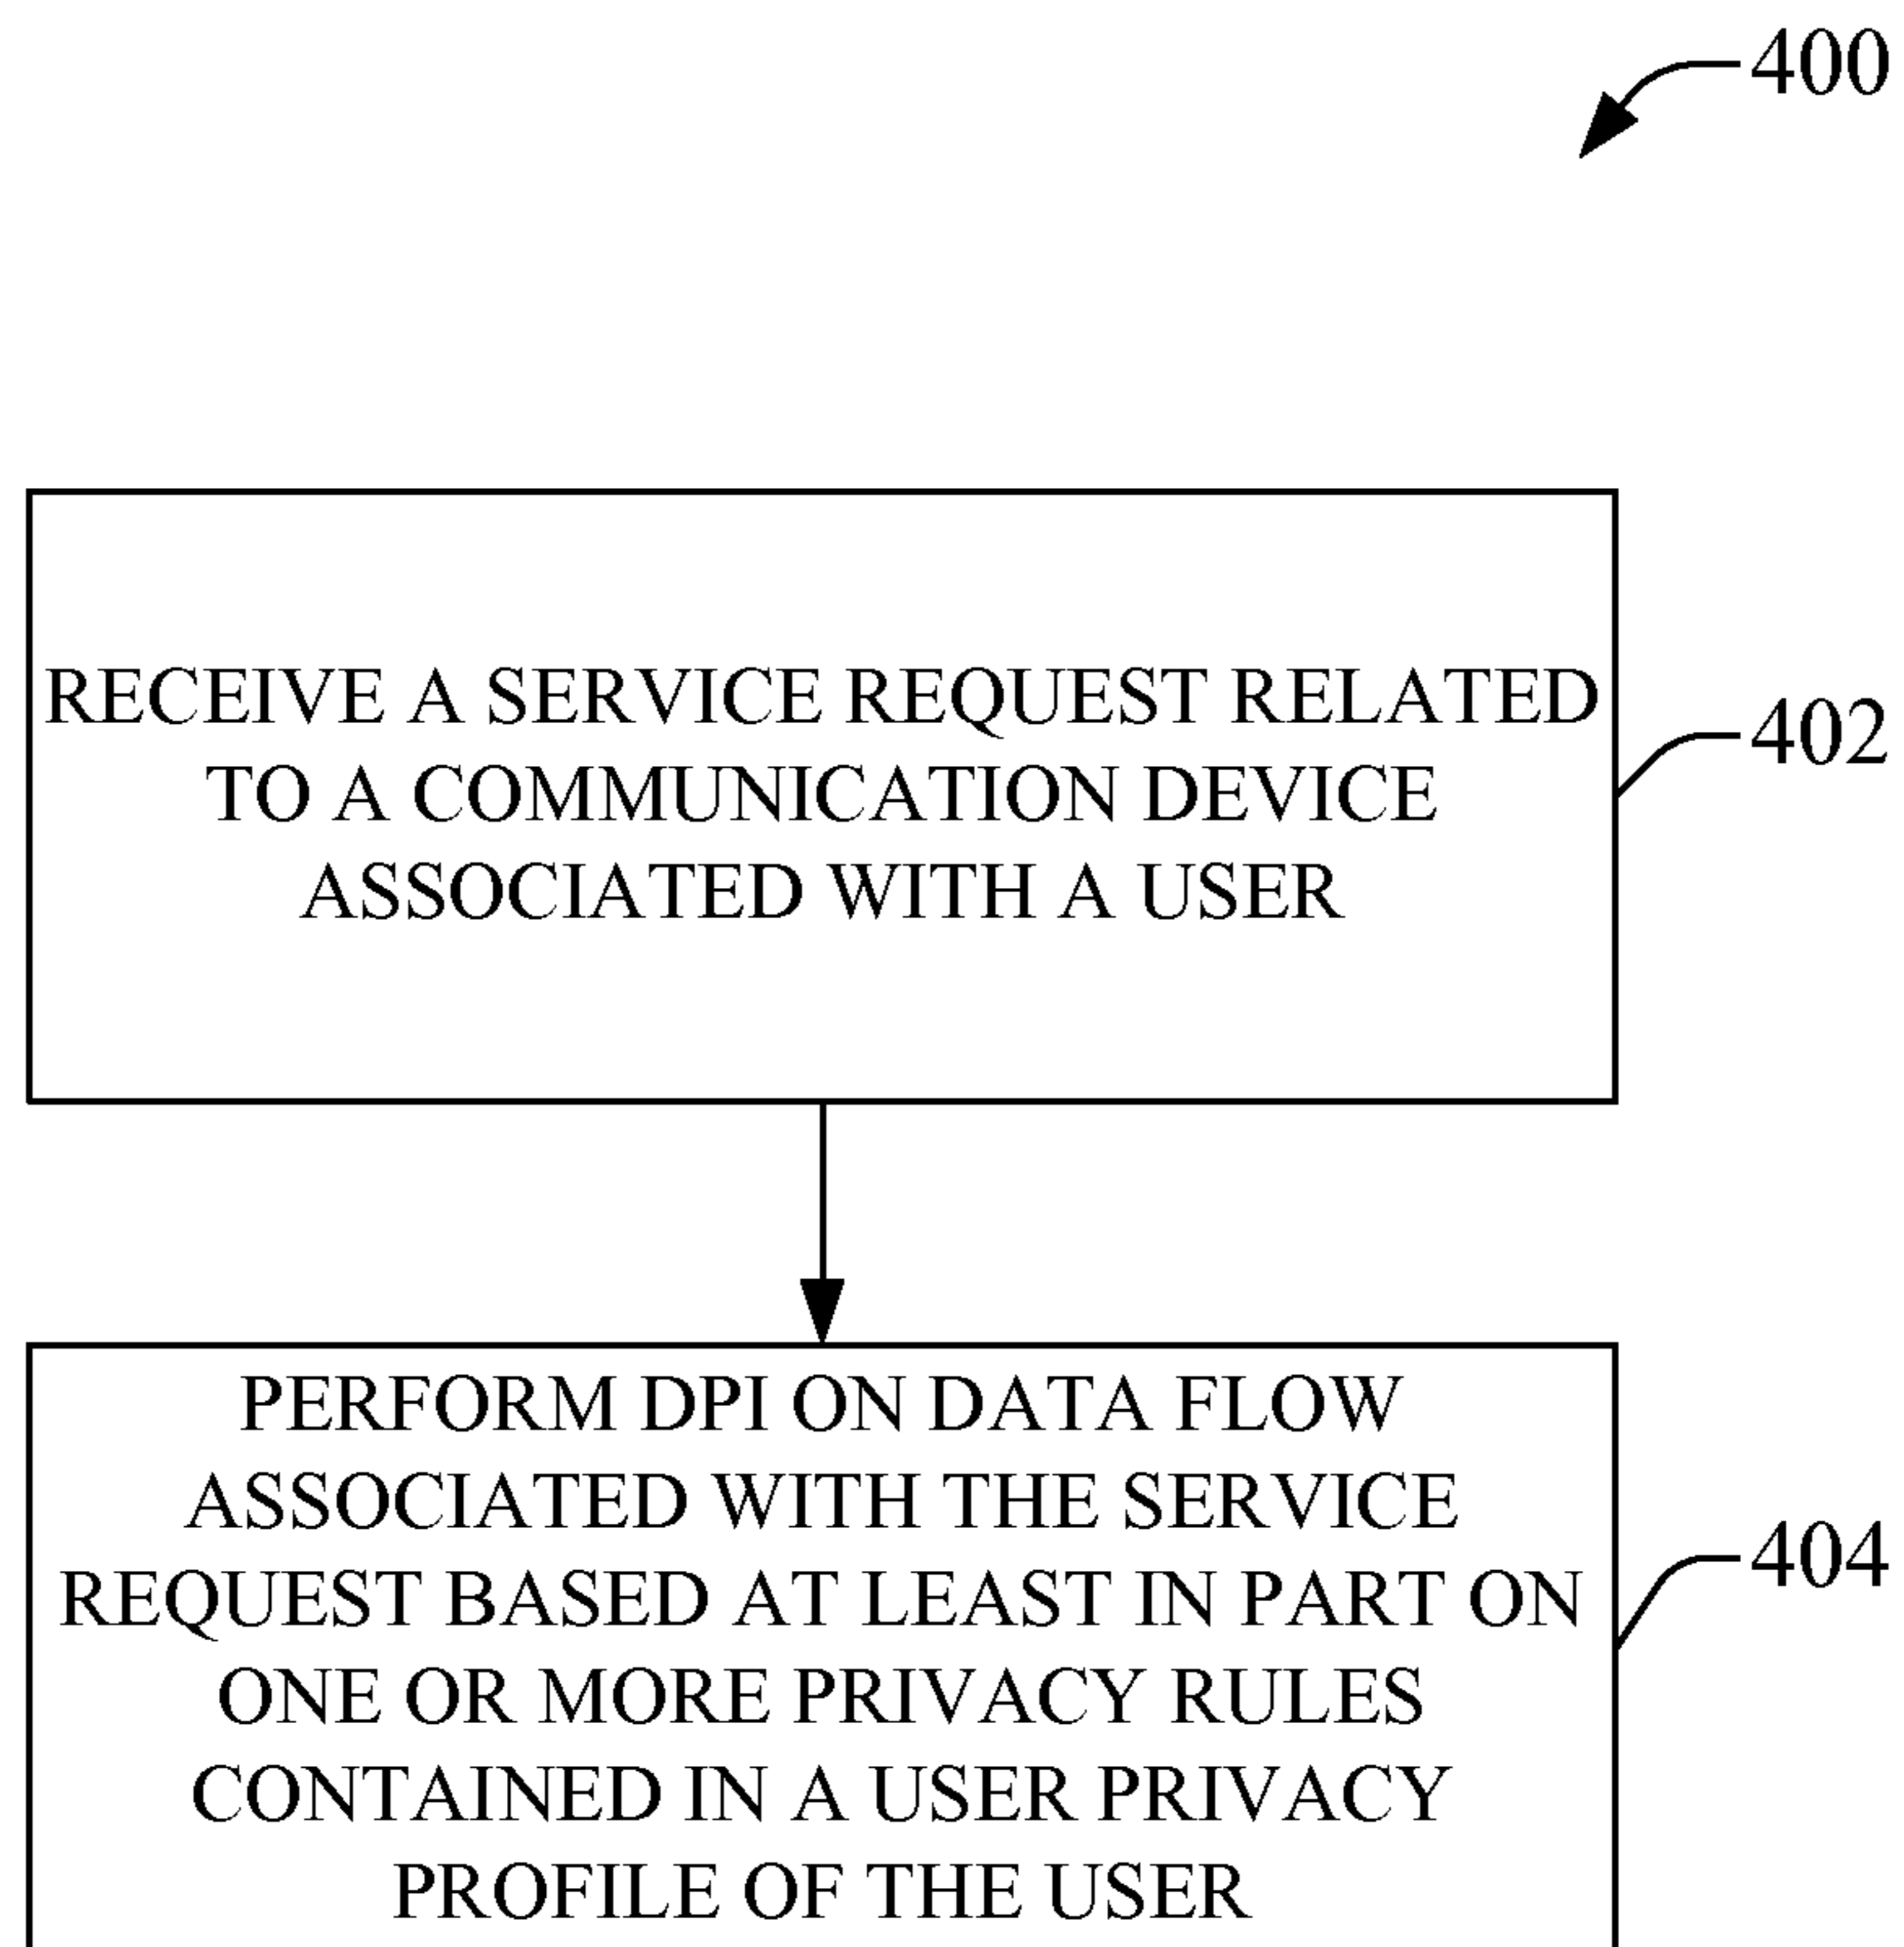 400
RECEIVE A SERVICE REQUEST RELATED
TO A COMMUNICATION DEVICE
ASSOCIATED WITH A USER
402
PERFORM DPI ON DATA FLOW
ASSOCIATED WITH THE SERVICE
REQUEST BASED AT LEAST IN PART ON
ONE OR MORE PRIVACY RULES
CONTAINED IN A USER PRIVACY
PROFILE OF THE USER
404